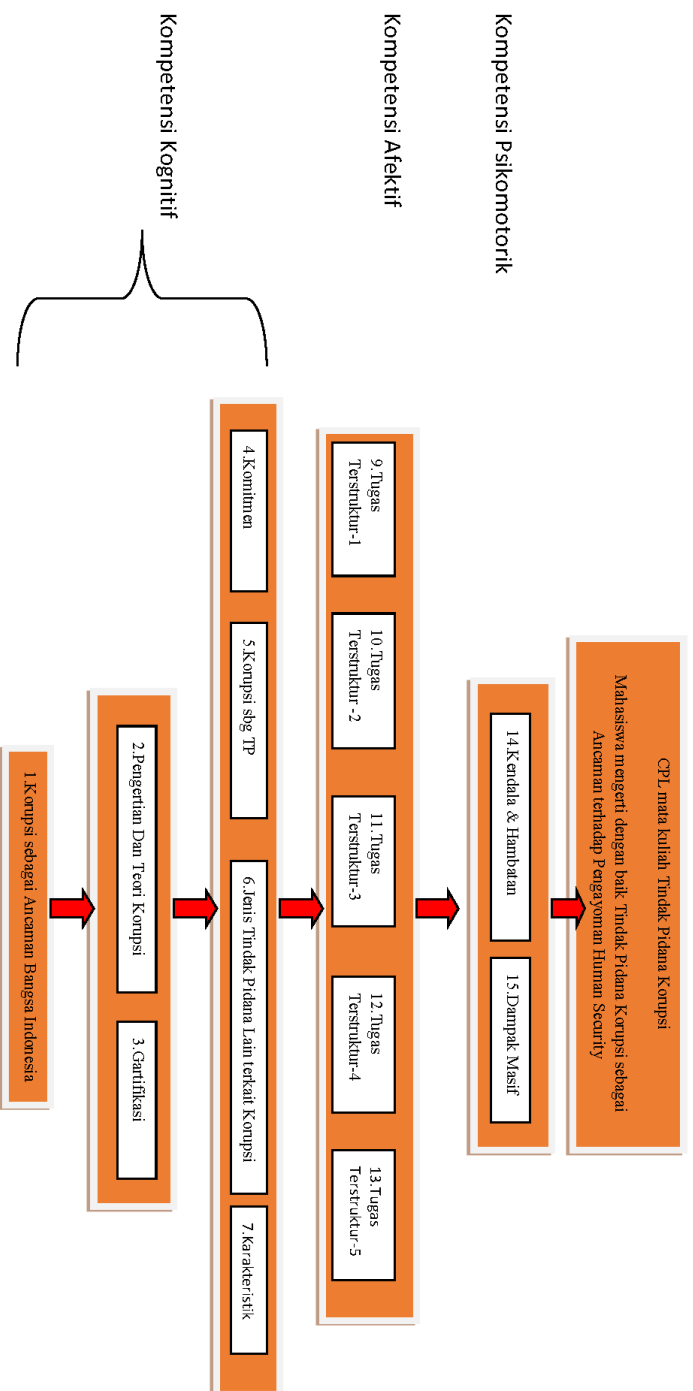 CPL mata kuliah Tindak Pidana Korupsi
Mahasiswa mengerti dengan baik Tindak Pidana Korupsi sebagai
Ancaman terhadap Pengayoman Human Security
Kompetensi Psikomotorik
14.Kendala & Hambatan
15.Dampak Masif
Kompetensi Afektif
9.Tugas
Terstruktur-1
10.Tugas
Terstruktur -2
11.Tugas
Terstruktur-3
12.Tugas
Terstruktur-4
13.Tugas
Terstruktur-5
Kompetensi Kognitif
4.Komitmen
5.Korupsi sbg TP
6.Jenis Tindak Pidana Lain terkait Korupsi
7.Karakteristik
2.Pengertian Dan Teori Korupsi
3.Gartifikasi
1.Korupsi sebagai Ancaman Bangsa Indonesia